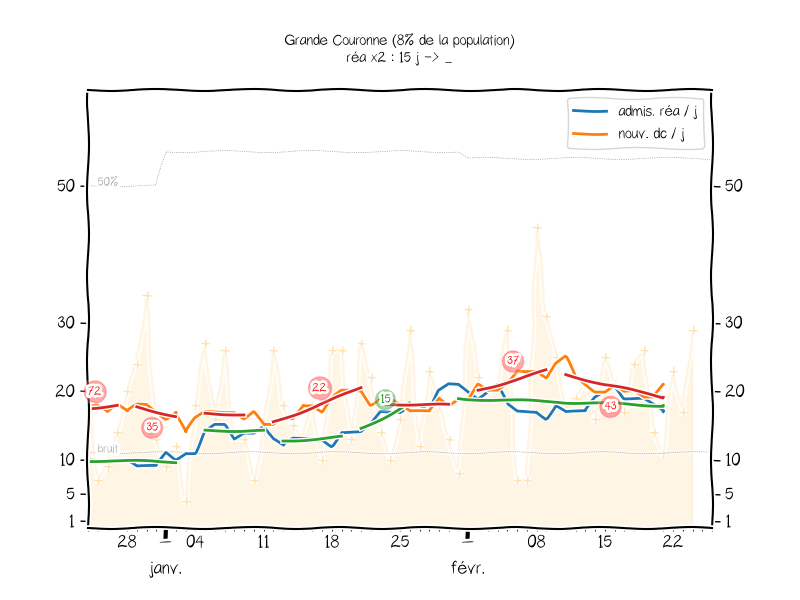 Grande Couronne (8% de la population)
réa x2 : 15 j -> _
admis. réa / j
nouv. dc / j
50 50% 50
30 30
20 20
10 bruit 10
5 5
1 1
72 35 22 15 37 43
28 04 11 18 25 08 15 22
janv. févr.